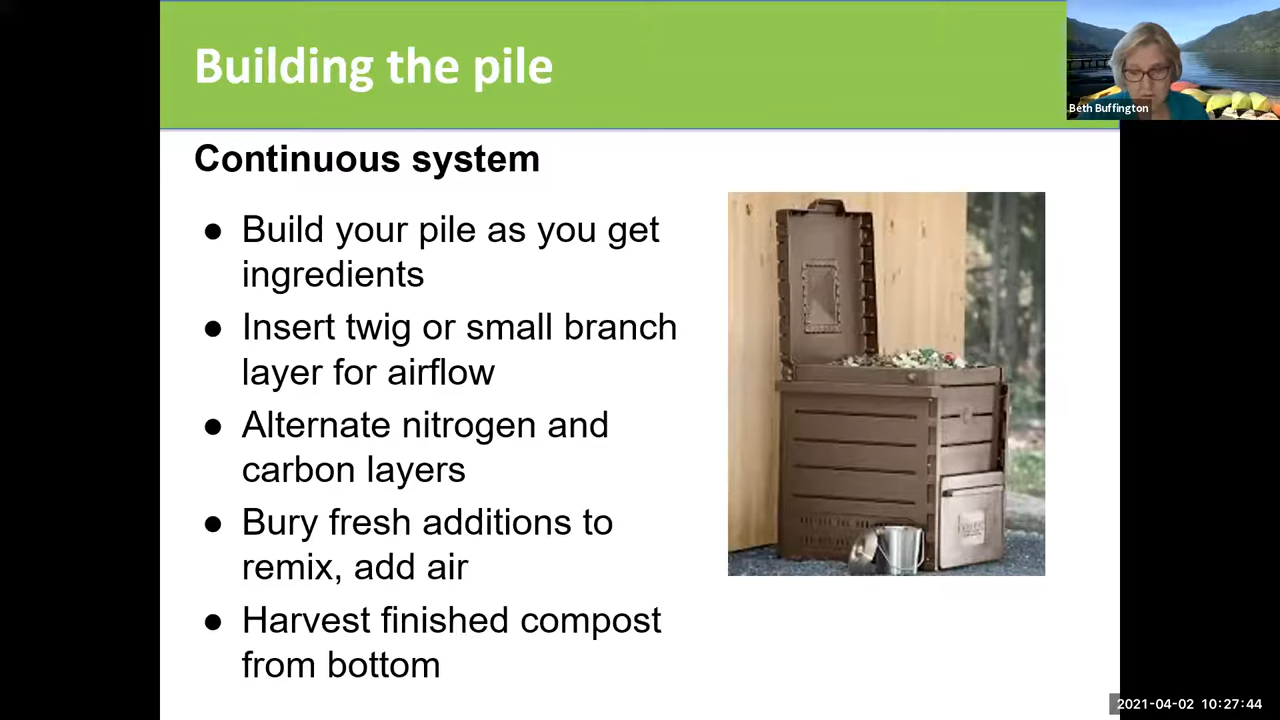 Building the pile
Beth Buffington
Continuous system
● Build your pile as you get
ingredients
● Insert twig or small branch
layer for airflow
● Alternate nitrogen and
carbon layers
● Bury fresh additions to
remix, add air
● Harvest finished compost
from bottom
2021-04-02 10:27:44